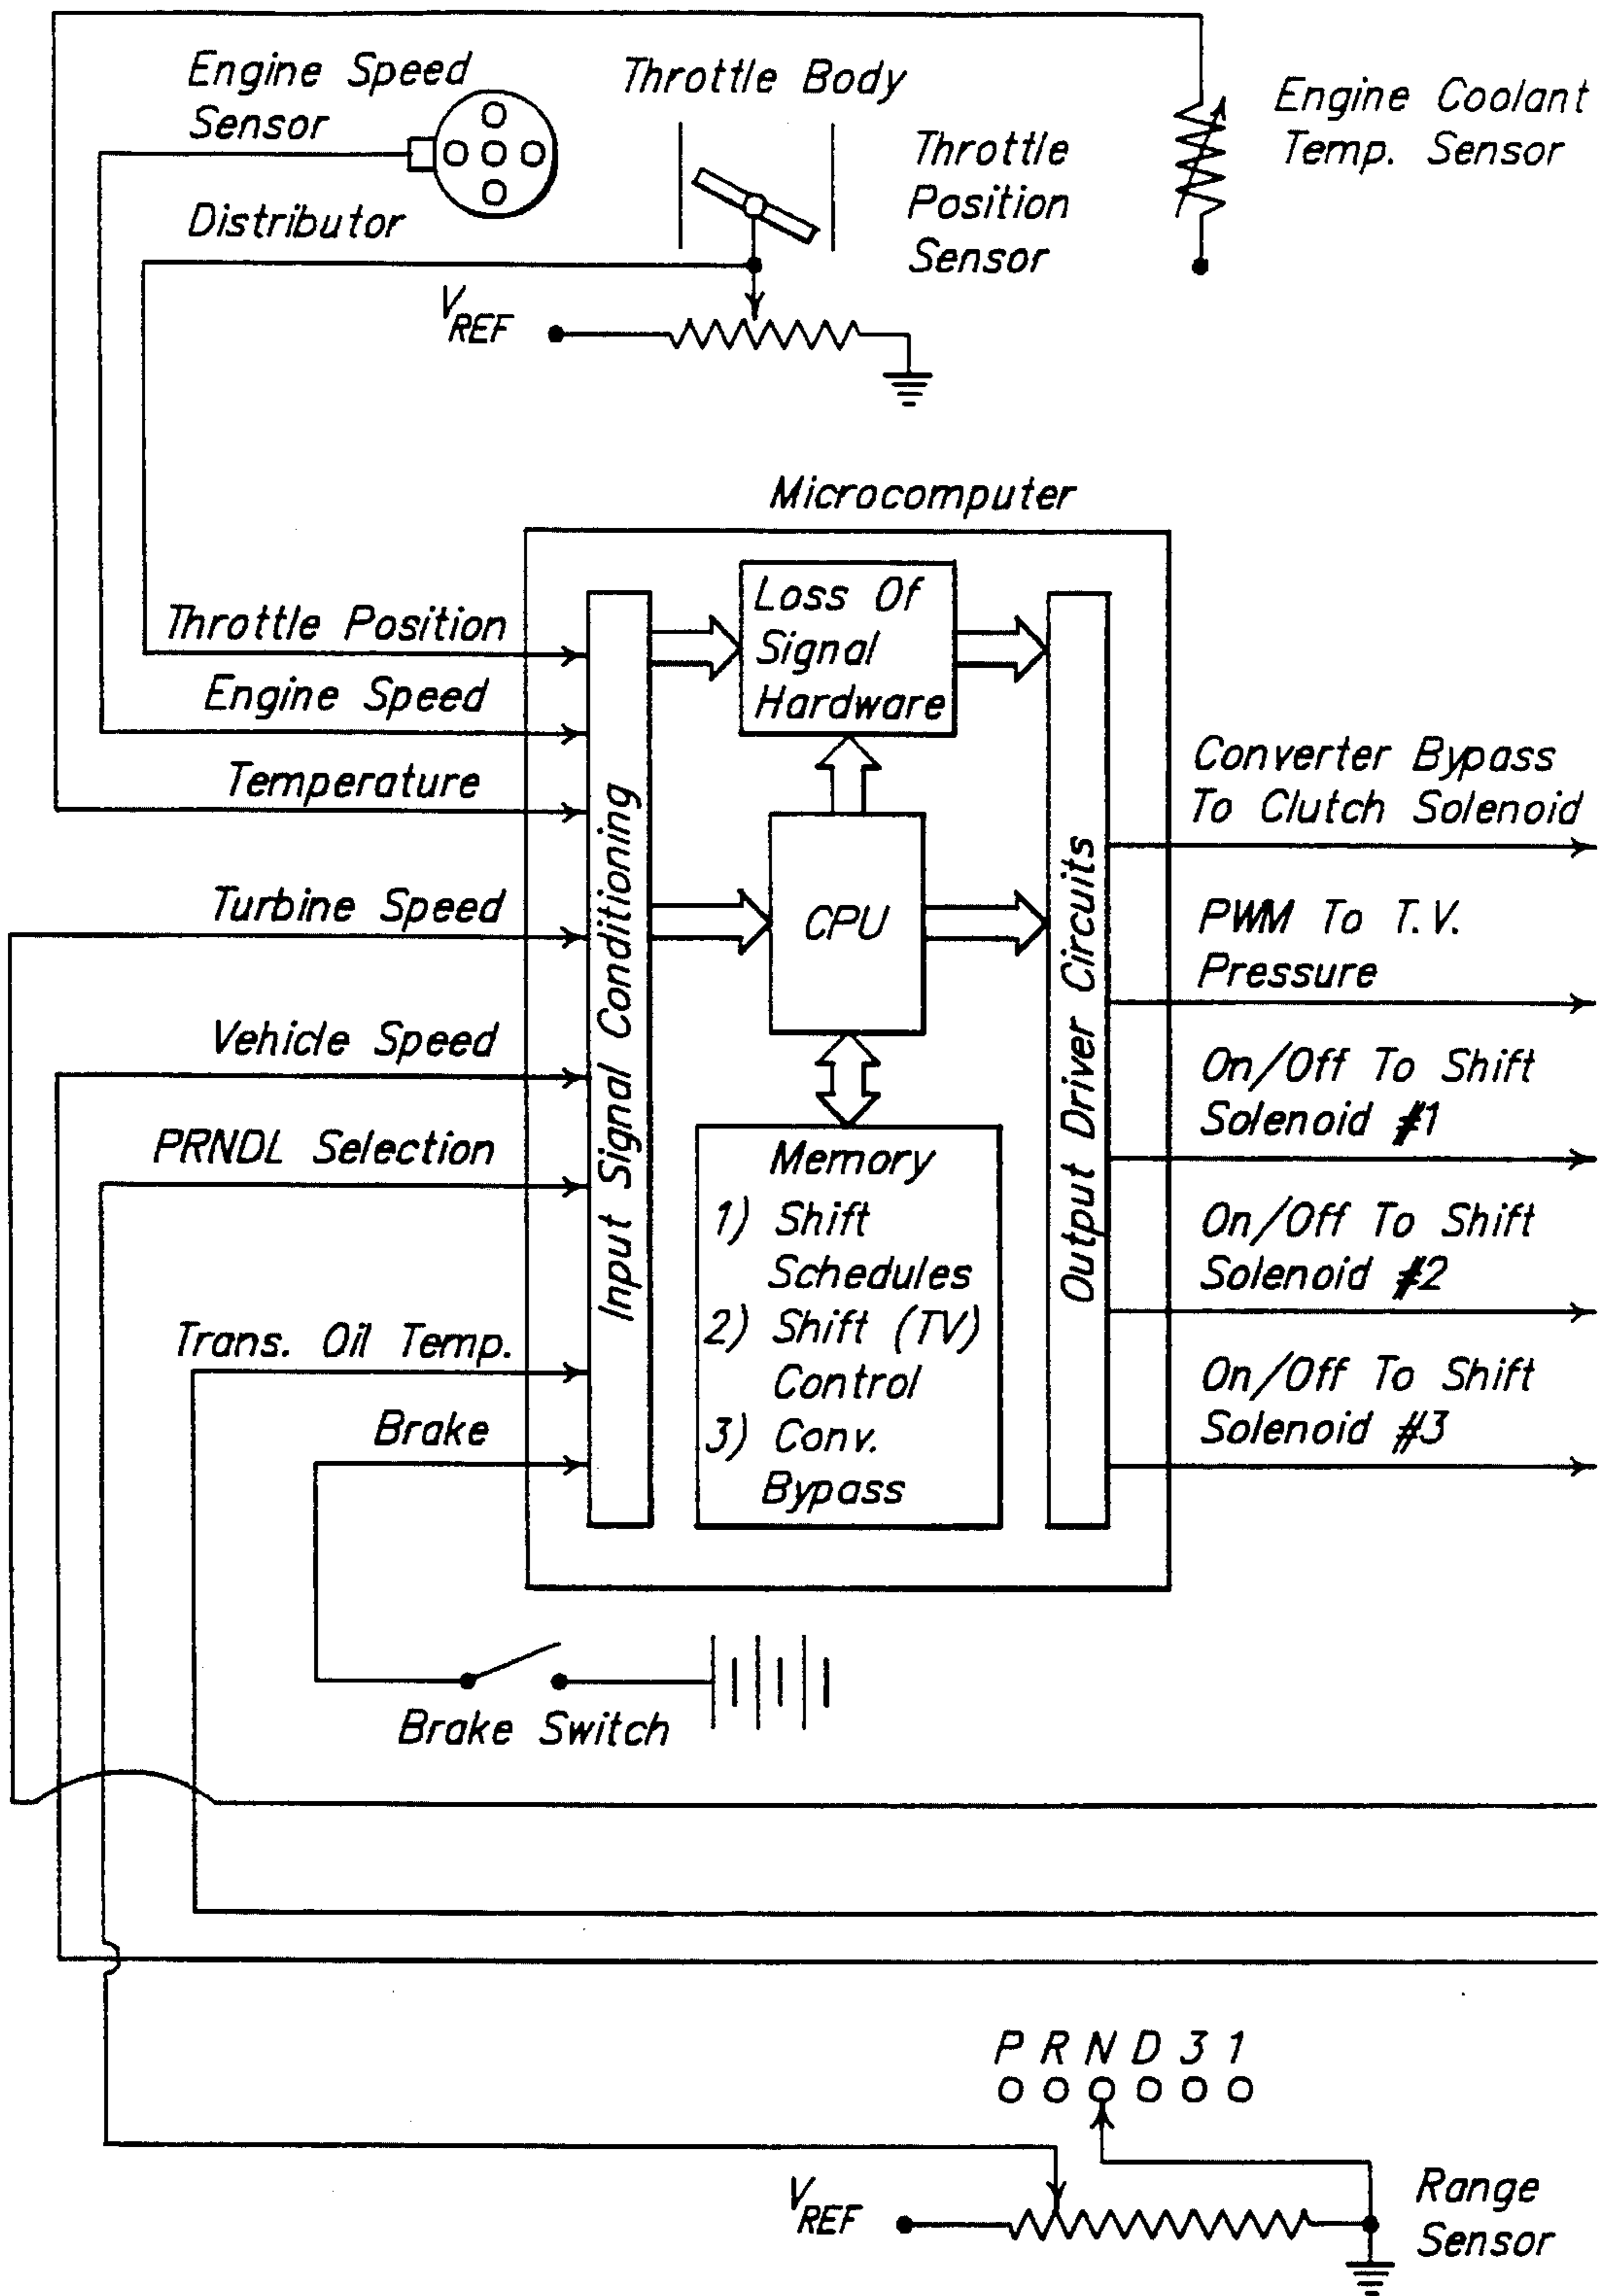 Engine Speed
Sensor
Distributor
Throttle Body
Throttle
Position
Sensor
Engine Coolant
Temp. Sensor
VREF
Microcomputer
Throttle Position
Engine Speed
Temperature
Turbine Speed
Vehicle Speed
PRNDL Selection
Trans. Oil Temp.
Brake
Input Signal Conditioning
Loss Of
Signal
Hardware
CPU
Memory
1) Shift
Schedules
2) Shift (TV)
Control
3) Conv.
Bypass
Output Driver Circuits
Converter Bypass
To Clutch Solenoid
PWM To T.V.
Pressure
On/Off To Shift
Solenoid #1
On/Off To Shift
Solenoid #2
On/Off To Shift
Solenoid #3
Brake Switch
P R N D 3 1
VREF
Range
Sensor